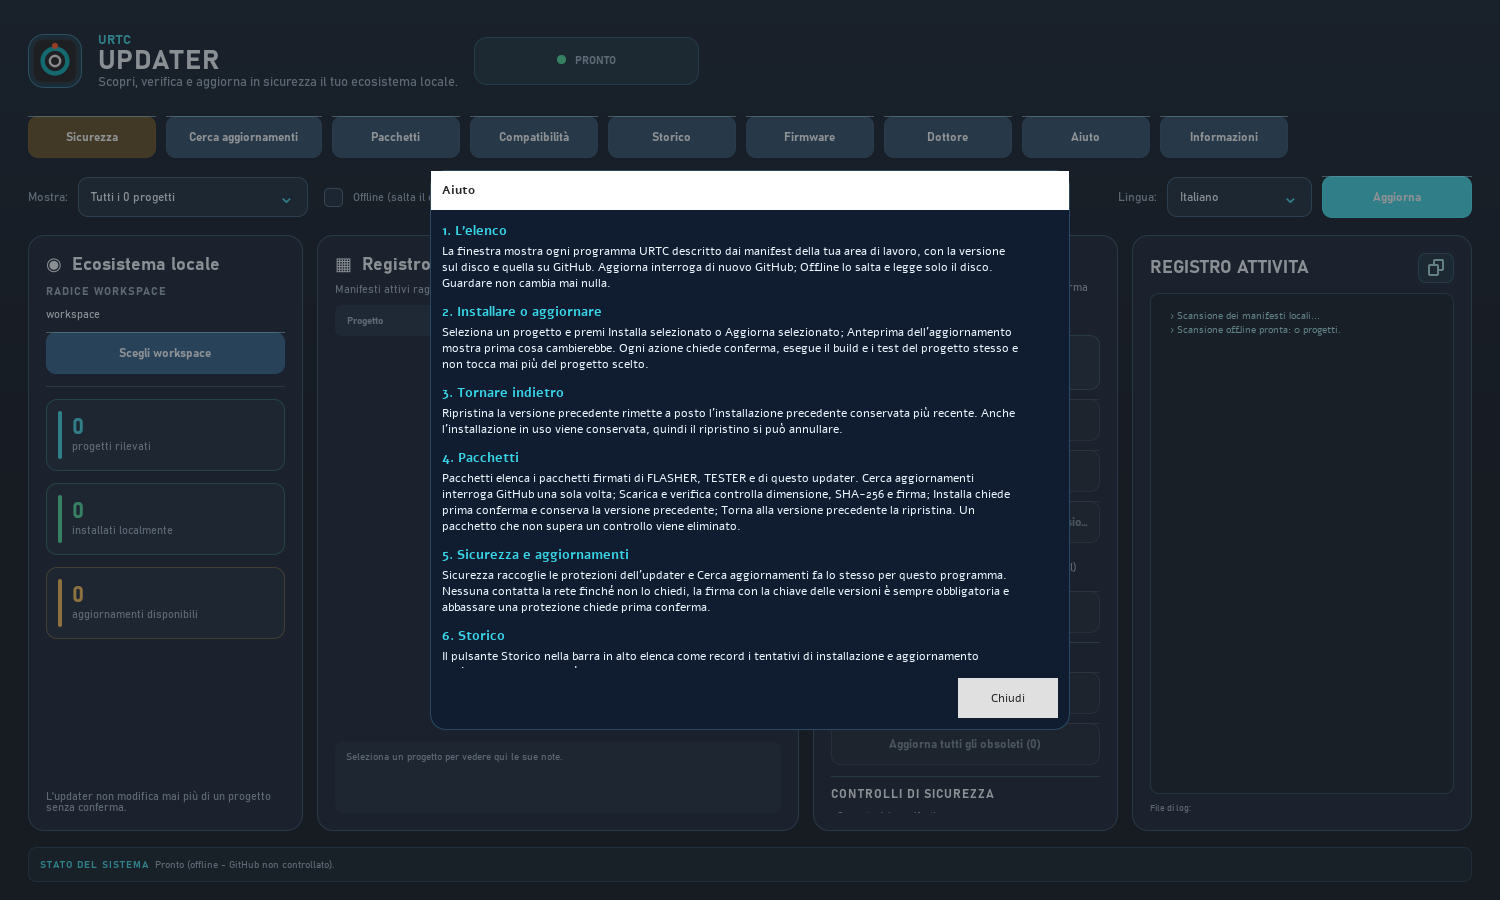 URTC
UPDATER
Scopri, verifica e aggiorna in sicurezza il tuo ecosistema locale.
PRONTO
Sicurezza
Cerca aggiornamenti
Pacchetti
Compatibilità
Storico
Firmware
Dottore
Aiuto
Informazioni
Mostra:
Tutti i 0 progetti
Offline (salta il
Lingua:
Italiano
Aggiorna
Ecosistema locale
RADICE WORKSPACE
workspace
Scegli workspace
0
progetti rilevati
0
installati localmente
0
aggiornamenti disponibili
L'updater non modifica mai più di un progetto
senza conferma.
Registro
Manifesti attivi rag
Progetto
Seleziona un progetto per vedere qui le sue note.
Aiuto
1. L'elenco
La finestra mostra ogni programma URTC descritto dai manifest della tua area di lavoro, con la versione
sul disco e quella su GitHub. Aggiorna interroga di nuovo GitHub; Offline lo salta e legge solo il disco.
Guardare non cambia mai nulla.
2. Installare o aggiornare
Seleziona un progetto e premi Installa selezionato o Aggiorna selezionato; Anteprima dell'aggiornamento
mostra prima cosa cambierebbe. Ogni azione chiede conferma, esegue il build e i test del progetto stesso e
non tocca mai più del progetto scelto.
3. Tornare indietro
Ripristina la versione precedente rimette a posto l'installazione precedente conservata più recente. Anche
l'installazione in uso viene conservata, quindi il ripristino si può annullare.
4. Pacchetti
Pacchetti elenca i pacchetti firmati di FLASHER, TESTER e di questo updater. Cerca aggiornamenti
interroga GitHub una sola volta; Scarica e verifica controlla dimensione, SHA-256 e firma; Installa chiede
prima conferma e conserva la versione precedente; Torna alla versione precedente la ripristina. Un
pacchetto che non supera un controllo viene eliminato.
5. Sicurezza e aggiornamenti
Sicurezza raccoglie le protezioni dell'updater e Cerca aggiornamenti fa lo stesso per questo programma.
Nessuna contatta la rete finché non lo chiedi, la firma con la chiave delle versioni è sempre obbligatoria e
abbassare una protezione chiede prima conferma.
6. Storico
Il pulsante Storico nella barra in alto elenca come record i tentativi di installazione e aggiornamento
Chiudi
rma
sio...
Aggiorna tutti gli obsoleti (0)
CONTROLLI DI SICUREZZA
REGISTRO ATTIVITA
› Scansione dei manifesti locali...
› Scansione offline pronta: 0 progetti.
File di log:
STATO DEL SISTEMA Pronto (offline - GitHub non controllato).